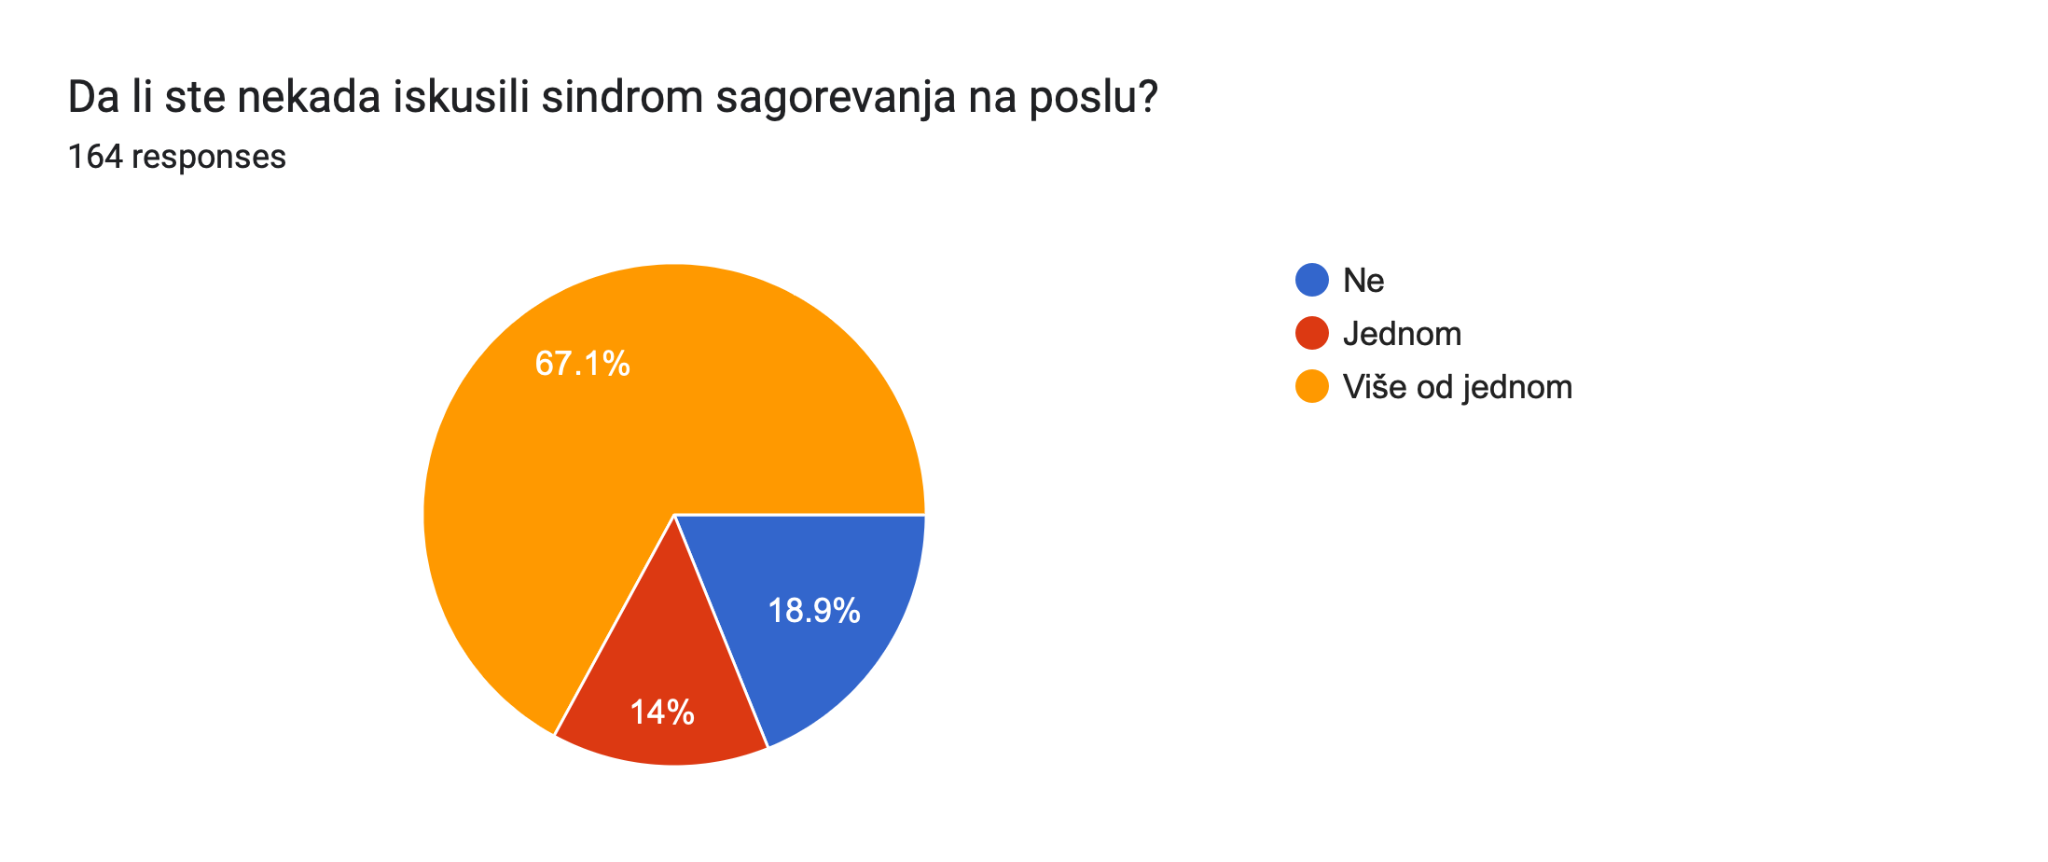 Da li ste nekada iskusili sindrom sagorevanja na poslu?
164 responses
Ne
Jednom
Više od jednom
67.1%
18.9%
14%